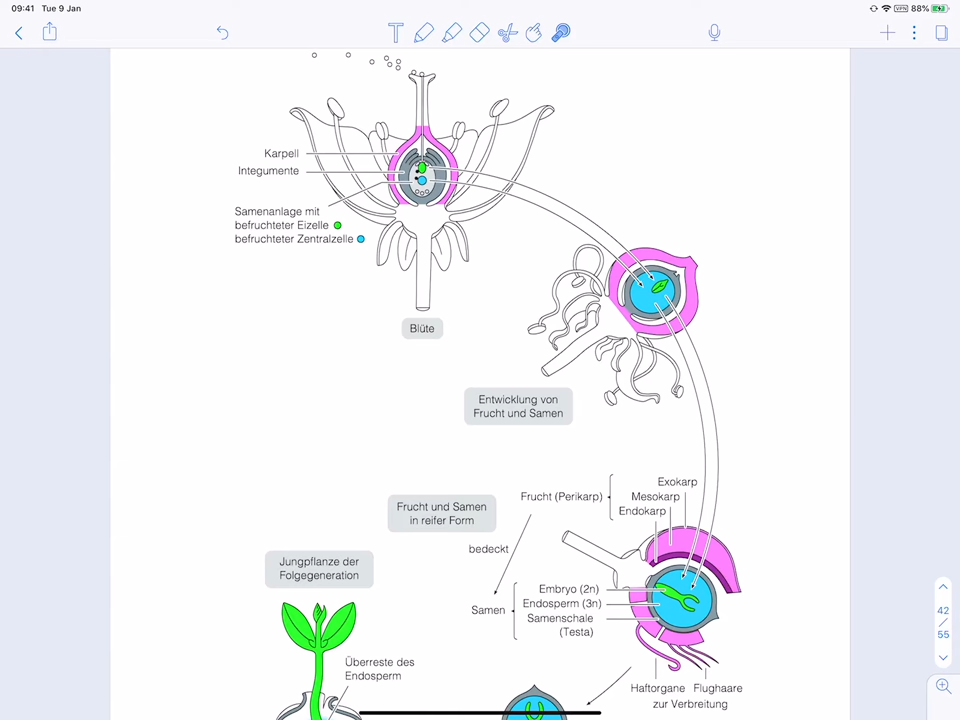 09:41 Tue 9 Jan
VPN 88%
T
Karpell
Integumente
Samenanlage mit
befruchteter Eizelle
befruchteter Zentralzelle
Blüte
Entwicklung von
Frucht und Samen
Exokarp
Frucht (Perikarp)
Mesokarp
Endokarp
Frucht und Samen
in reifer Form
bedeckt
Jungpflanze der
Folgegeneration
Embryo (2n)
Endosperm (3n)
Samen
Samenschale
(Testa)
42
/
55
Überreste des
Endosperm
Haftorgane Flughaare
zur Verbreitung